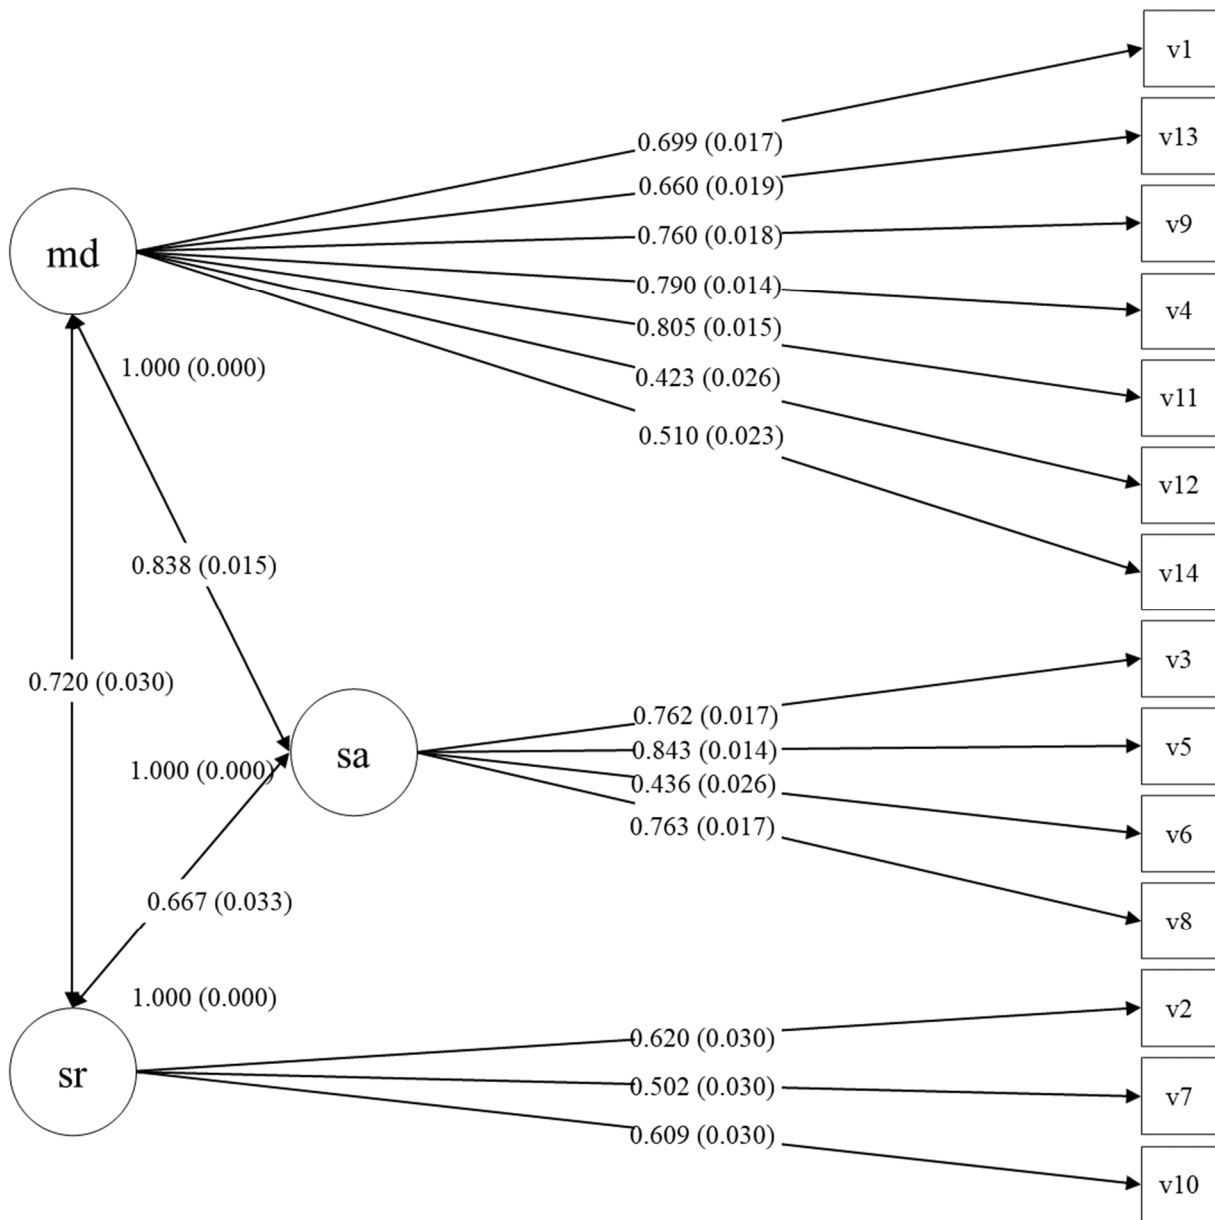 v1
0.699 (0.017)
v13
0.660 (0.019)
v9
0.760 (0.018)
md
0.790 (0.014)
v4
0.805 (0.015)
1.000 (0.000)
0.423 (0.026)
v11
0.510 (0.023)
v12
0.838 (0.015)
v14
0.720 (0.030)
v3
0.762 (0.017)
sa
0.843 (0.014)
v5
1.000 (0.000)
0.436 (0.026)
0.763 (0.017)
v6
0.667 (0.033)
v8
1.000 (0.000)
v2
0.620 (0.030)
sr
0.502 (0.030)
v7
0.609 (0.030)
v10